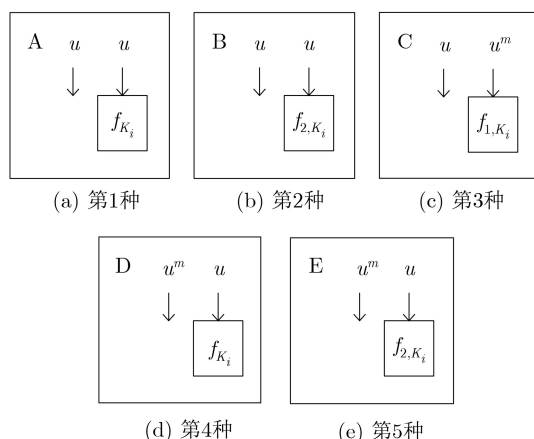 A u u
f_{K_i}
(a) 第1种
B u u
f_{2,K_i}
(b) 第2种
C u u^m
f_{1,K_i}
(c) 第3种
D u^m u
f_{K_i}
(d) 第4种
E u^m u
f_{2,K_i}
(e) 第5种